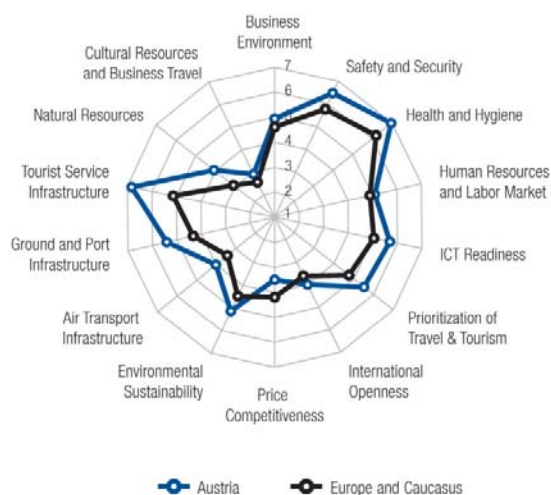 Business
Environment
Cultural Resources
and Business Travel
7
Safety and Security
6
Natural Resources
5
Health and Hygiene
4
Tourist Service
Infrastructure
3
Human Resources
and Labor Market
2
1
Ground and Port
Infrastructure
ICT Readiness
Air Transport
Infrastructure
Prioritization of
Travel & Tourism
Environmental
Sustainability
International
Openness
Price
Competitiveness
Austria
Europe and Caucasus